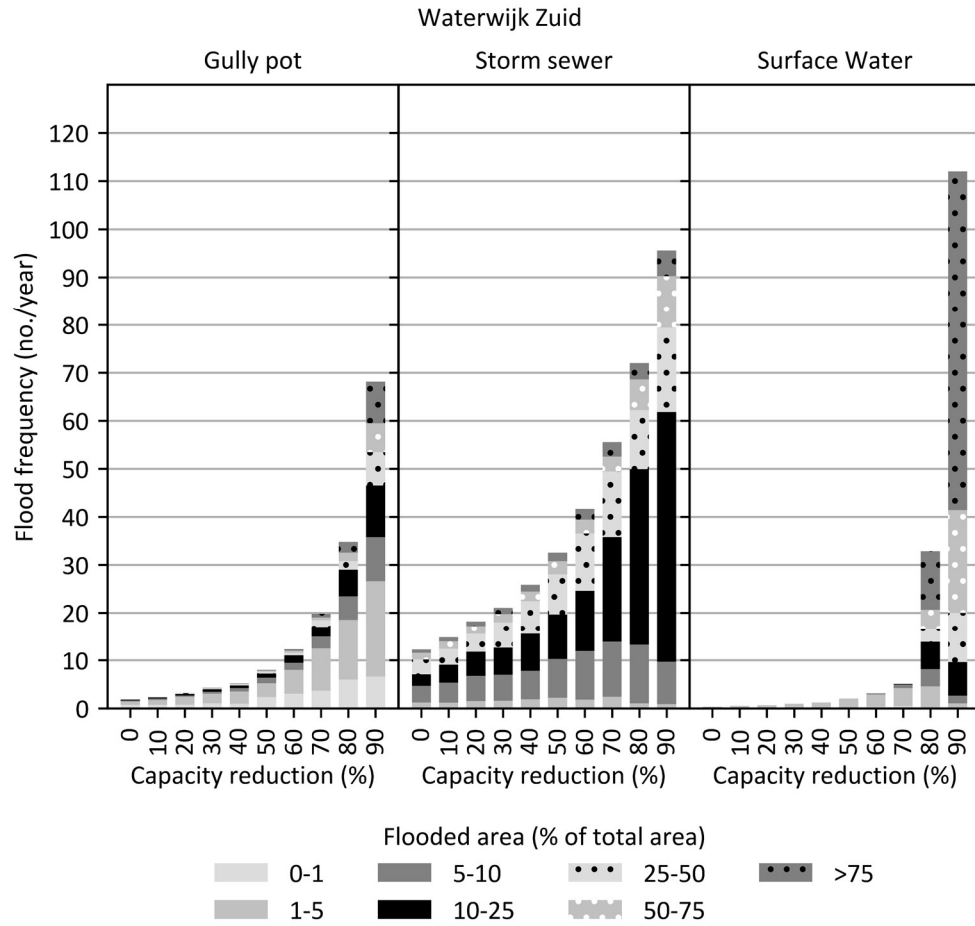 Waterwijk Zuid
Gully pot Storm sewer Surface Water
Flood frequency (no./year)
120
110
100
90
80
70
60
50
40
30
20
10
0
0 10 20 30 40 50 60 70 80 90 0 10 20 30 40 50 60 70 80 90 0 10 20 30 40 50 60 70 80 90
Capacity reduction (%) Capacity reduction (%) Capacity reduction (%)
Flooded area (% of total area)
0-1 5-10 25-50 >75
1-5 10-25 50-75